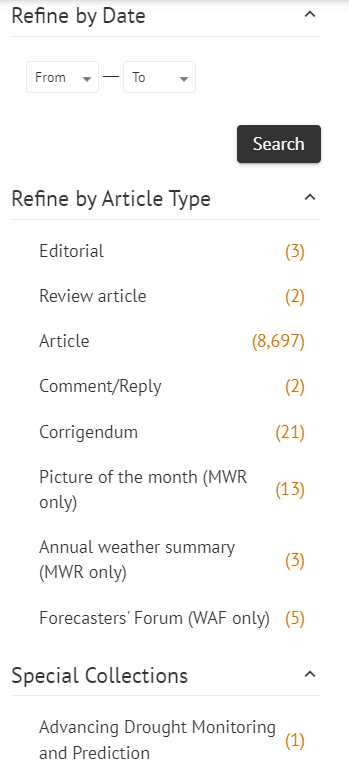 Refine by Date
From — To
Search
Refine by Article Type
Editorial (3)
Review article (2)
Article (8,697)
Comment/Reply (2)
Corrigendum (21)
Picture of the month (MWR
only) (13)
Annual weather summary
(MWR only) (3)
Forecasters' Forum (WAF only) (5)
Special Collections
Advancing Drought Monitoring
and Prediction (1)